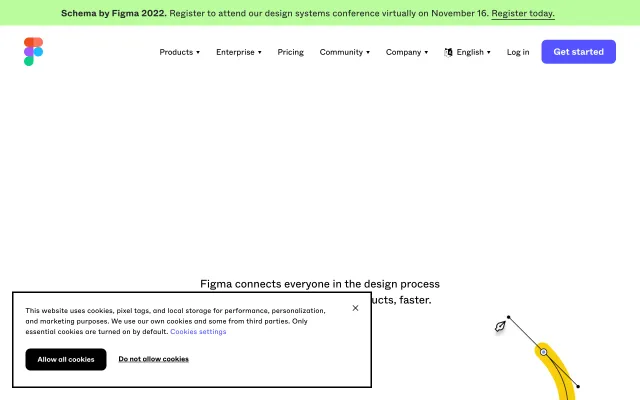 Schema by Figma 2022. Register to attend our design systems conference virtually on November 16. Register today.
Products Enterprise Pricing Community Company English Log in Get started
Figma connects everyone in the design process
ucts, faster.
This website uses cookies, pixel tags, and local storage for performance, personalization,
and marketing purposes. We use our own cookies and some from third parties. Only
essential cookies are turned on by default. Cookies settings
Allow all cookies Do not allow cookies